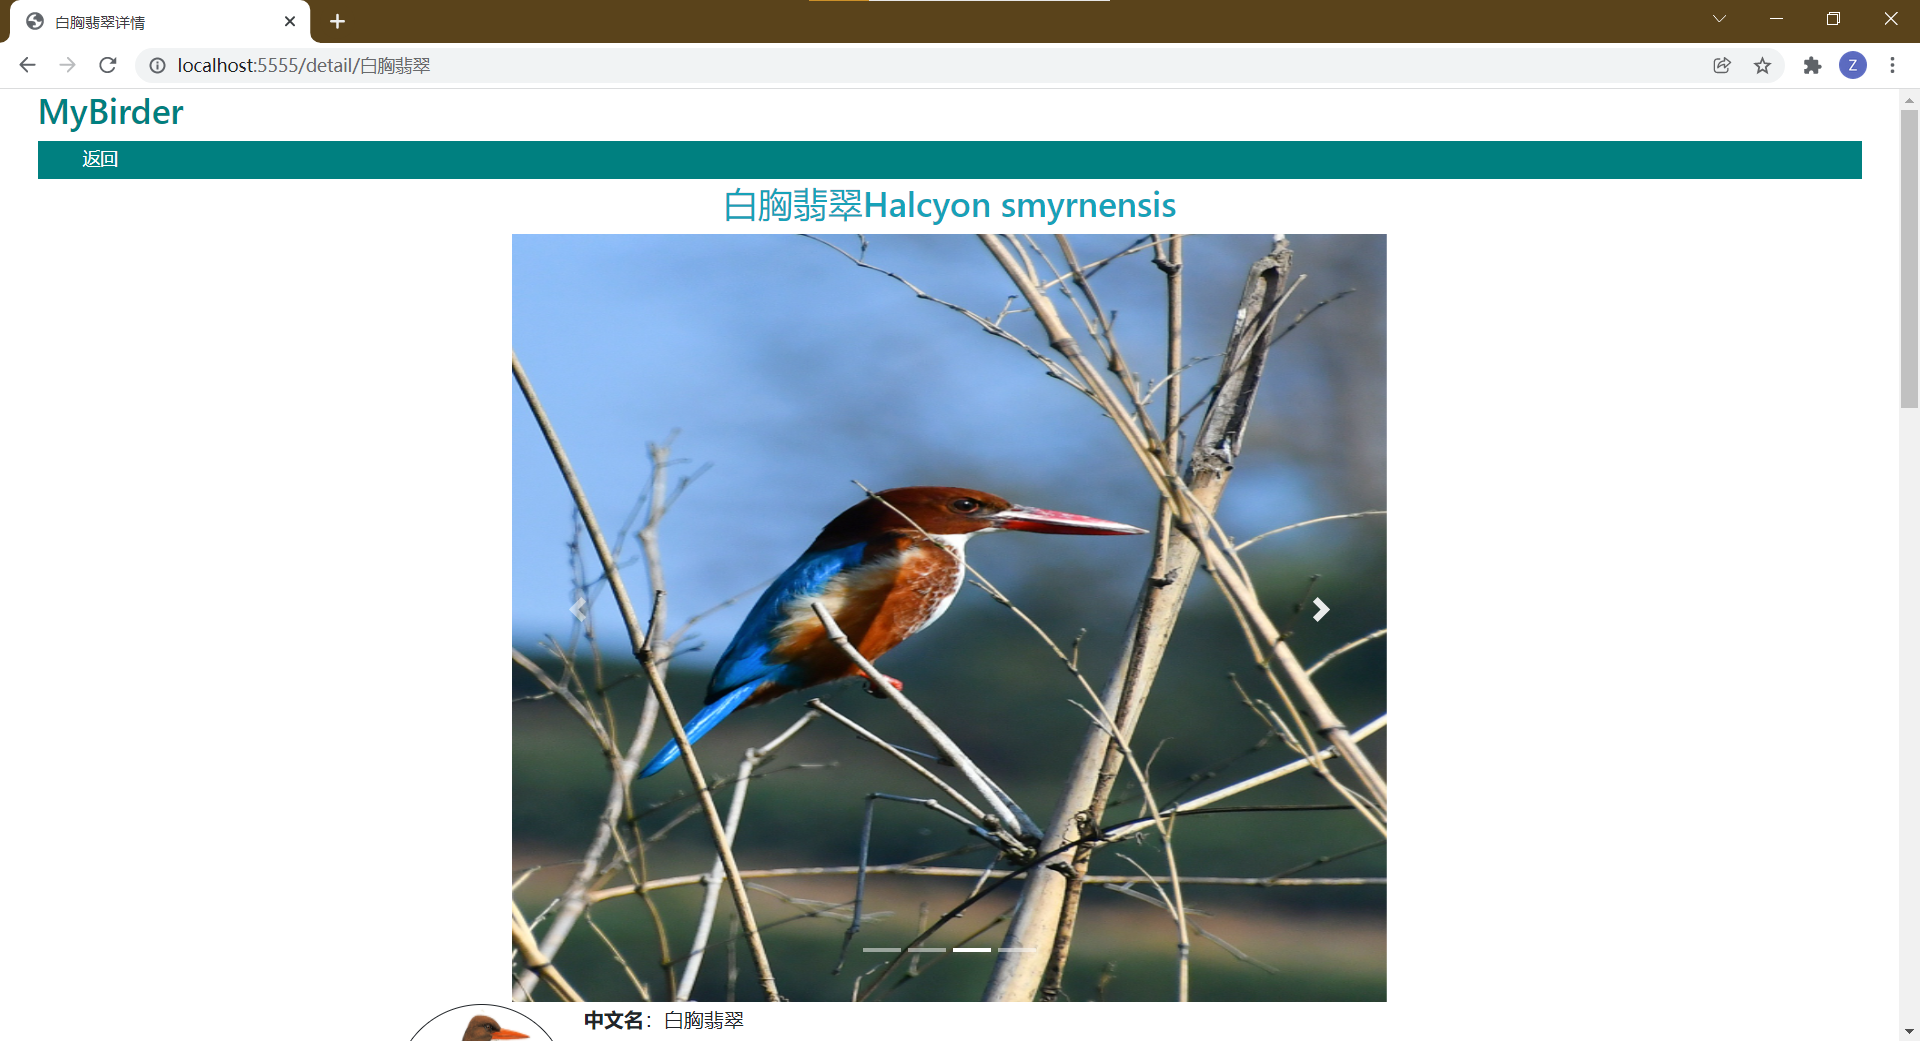 白胸翡翠详情
localhost:5555/detail/白胸翡翠
Z
MyBirder
返回
白胸翡翠Halcyon smyrnensis
中文名：白胸翡翠